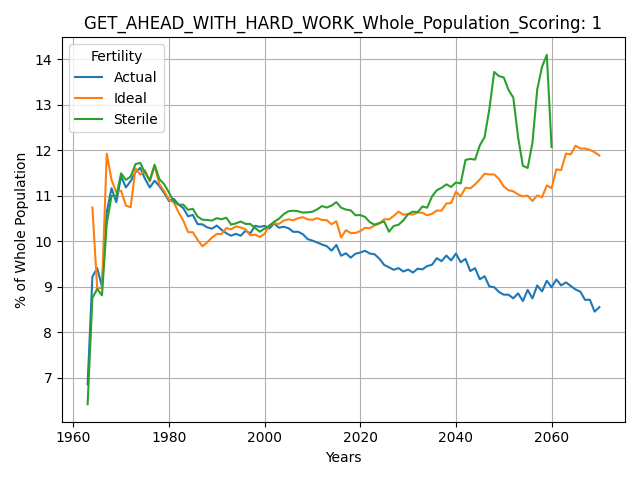 GET_AHEAD_WITH_HARD_WORK_Whole_Population_Scoring: 1
Fertility
Actual
Ideal
Sterile
% of Whole Population
14
13
12
11
10
9
8
7
1960
1980
2000
2020
2040
2060
Years